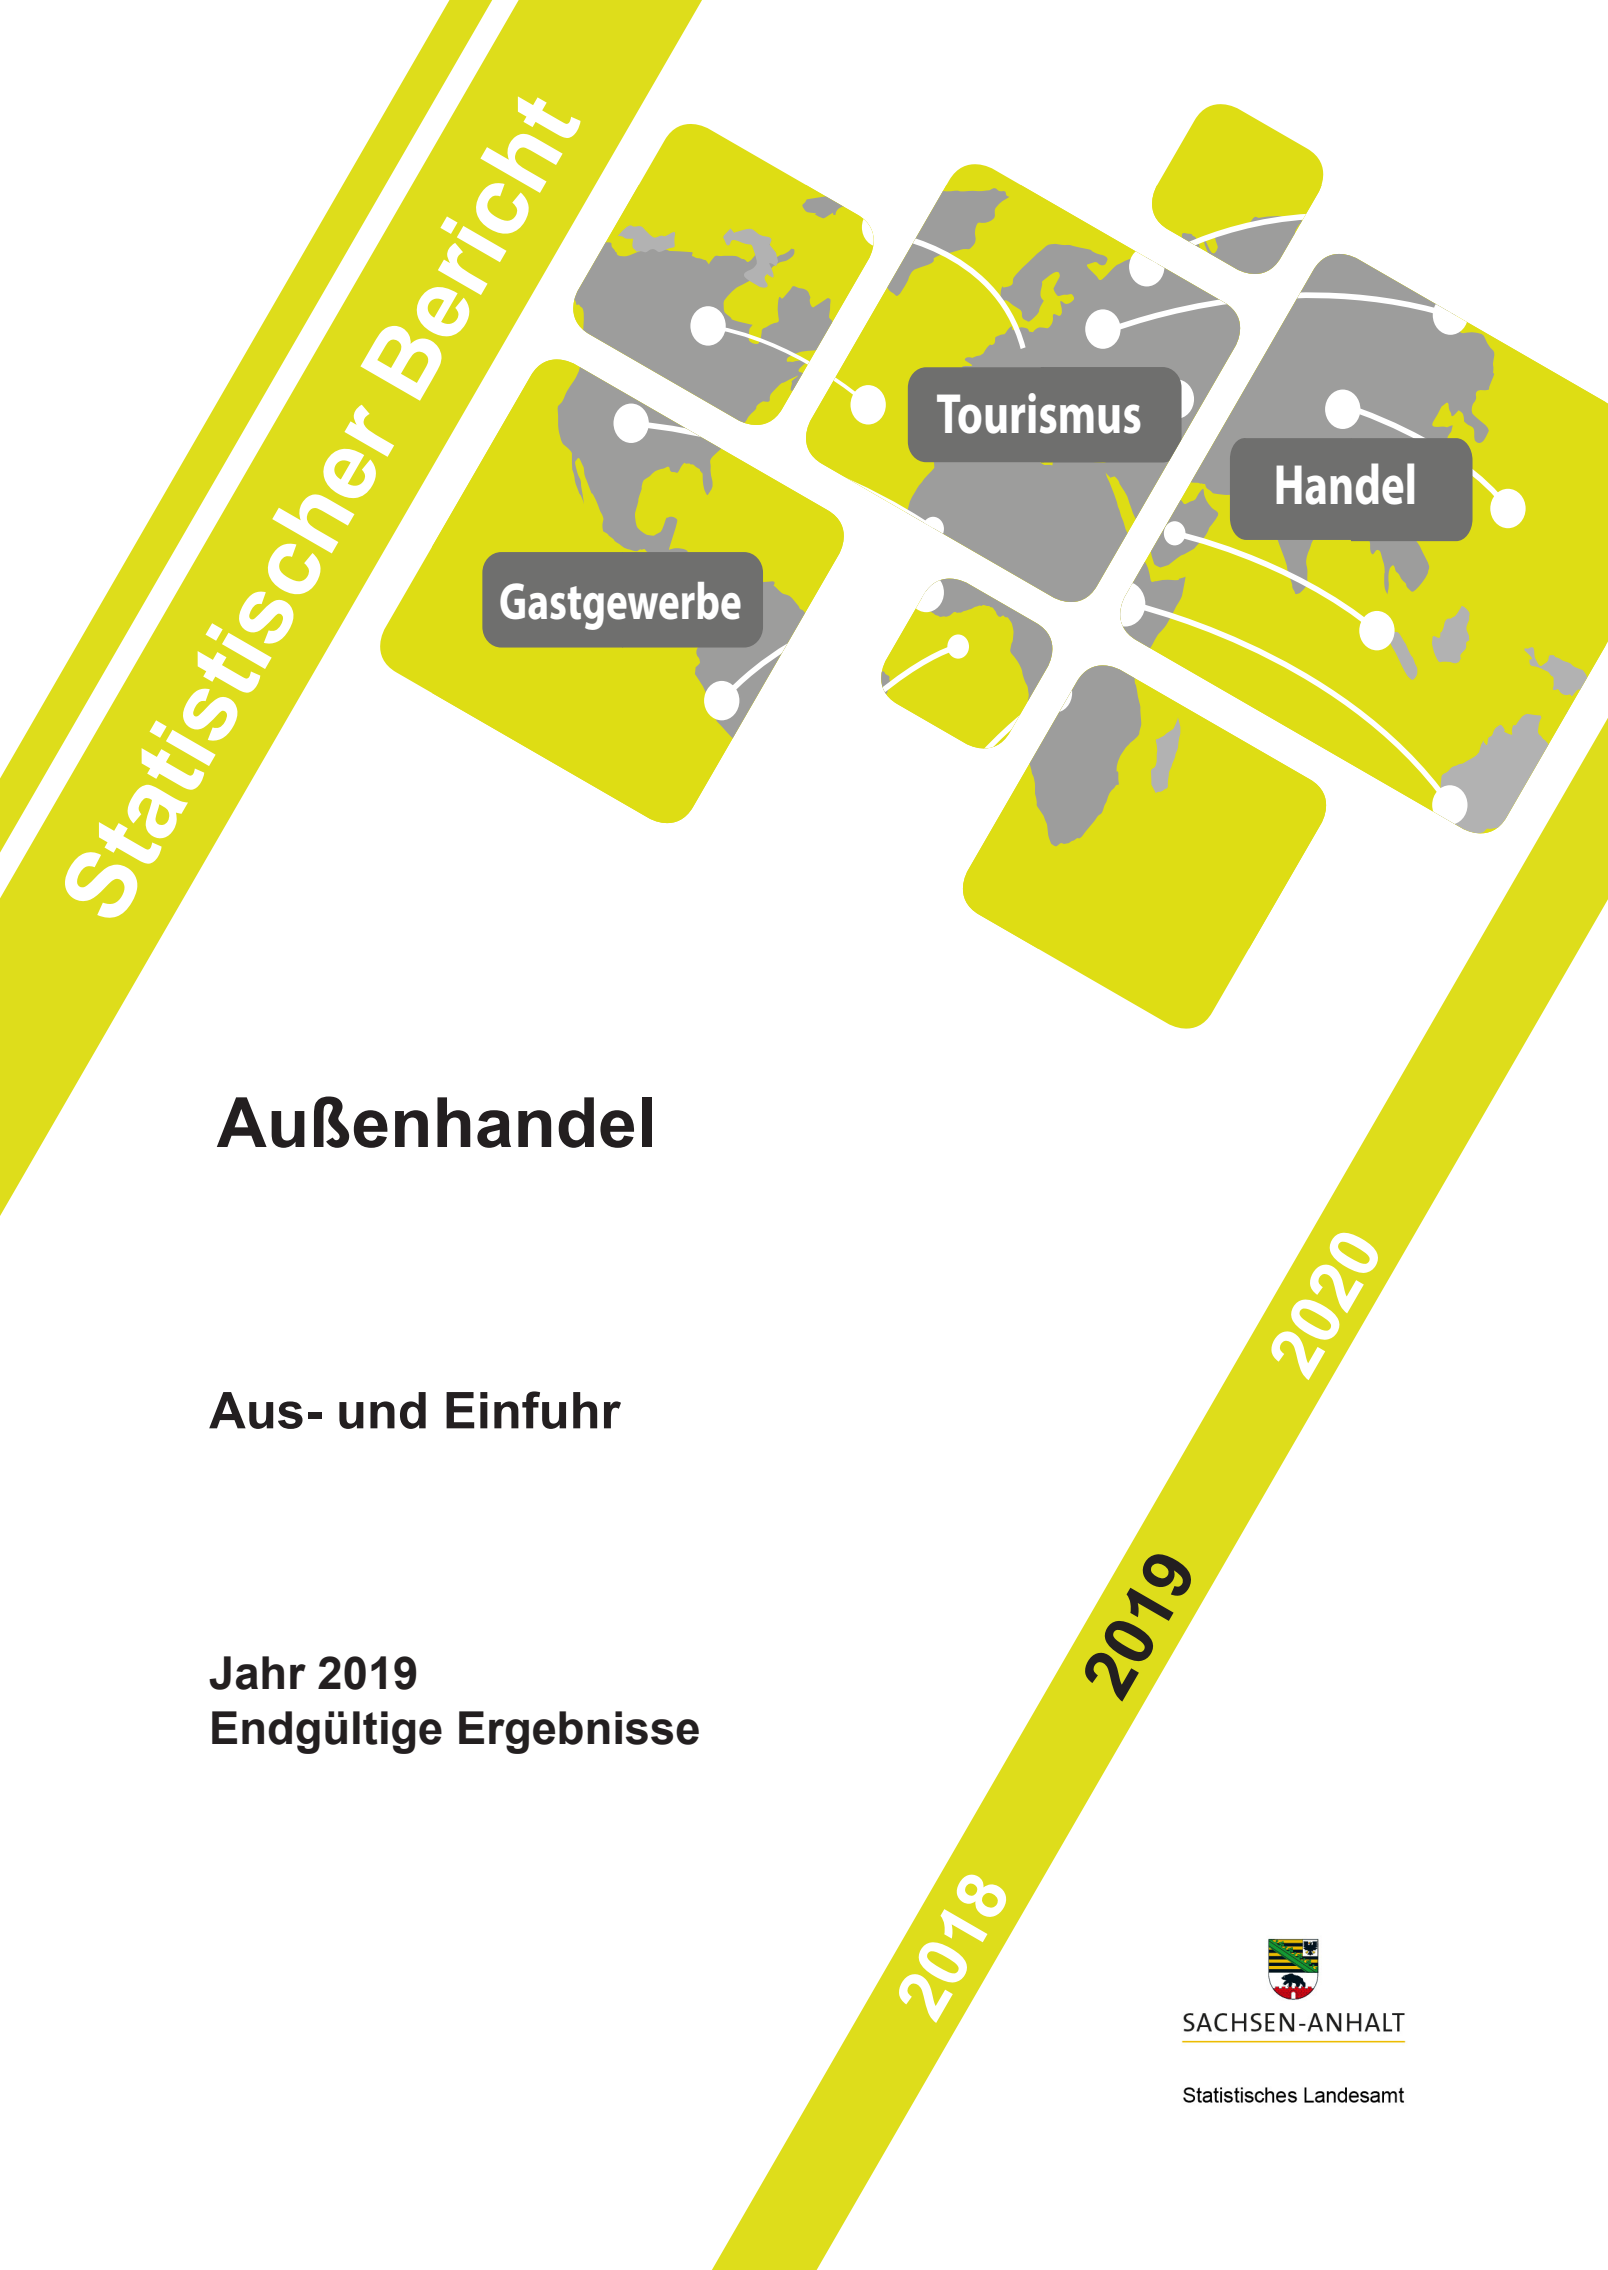 Statistischer Bericht
Tourismus
Handel
Gastgewerbe
Außenhandel
Aus- und Einfuhr
Jahr 2019
Endgültige Ergebnisse
2020
2019
2018
SACHSEN-ANHALT
Statistisches Landesamt